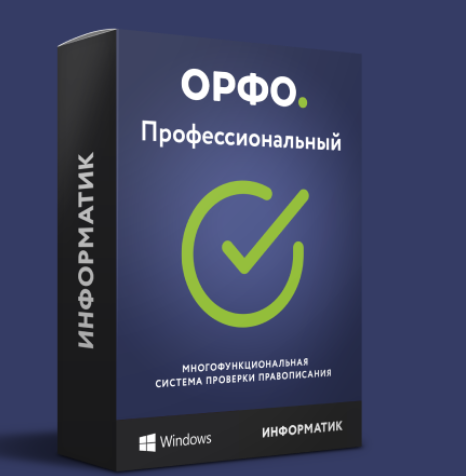 ОРФО.
Профессиональный
ИНФОРМАТИК
МНОГОФУНКЦИОНАЛЬНАЯ
СИСТЕМА ПРОВЕРКИ ПРАВОПИСАНИЯ
Windows
ИНФОРМАТИК